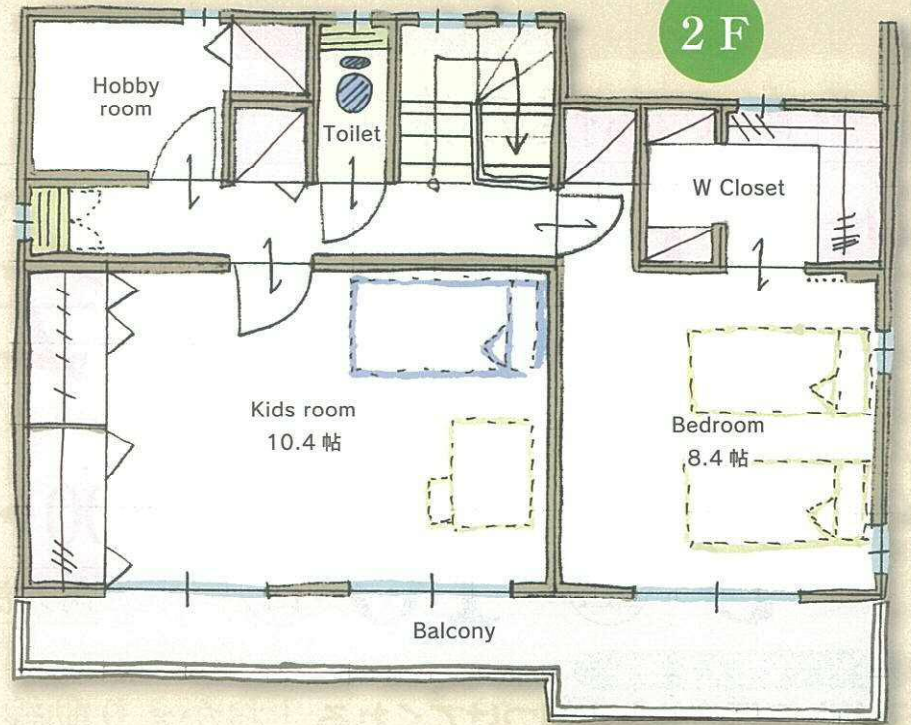 2 F
Hobby
room
Toilet
W Closet
Kids room
10.4 帖
Bedroom
8.4 帖
Balcony